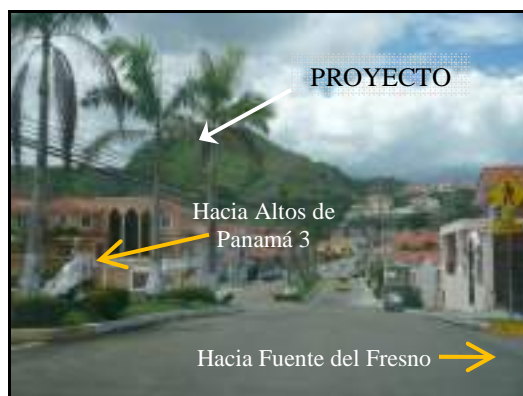 PROYECTO
Hacia Altos de
Panamá 3
Hacia Fuente del Fresno